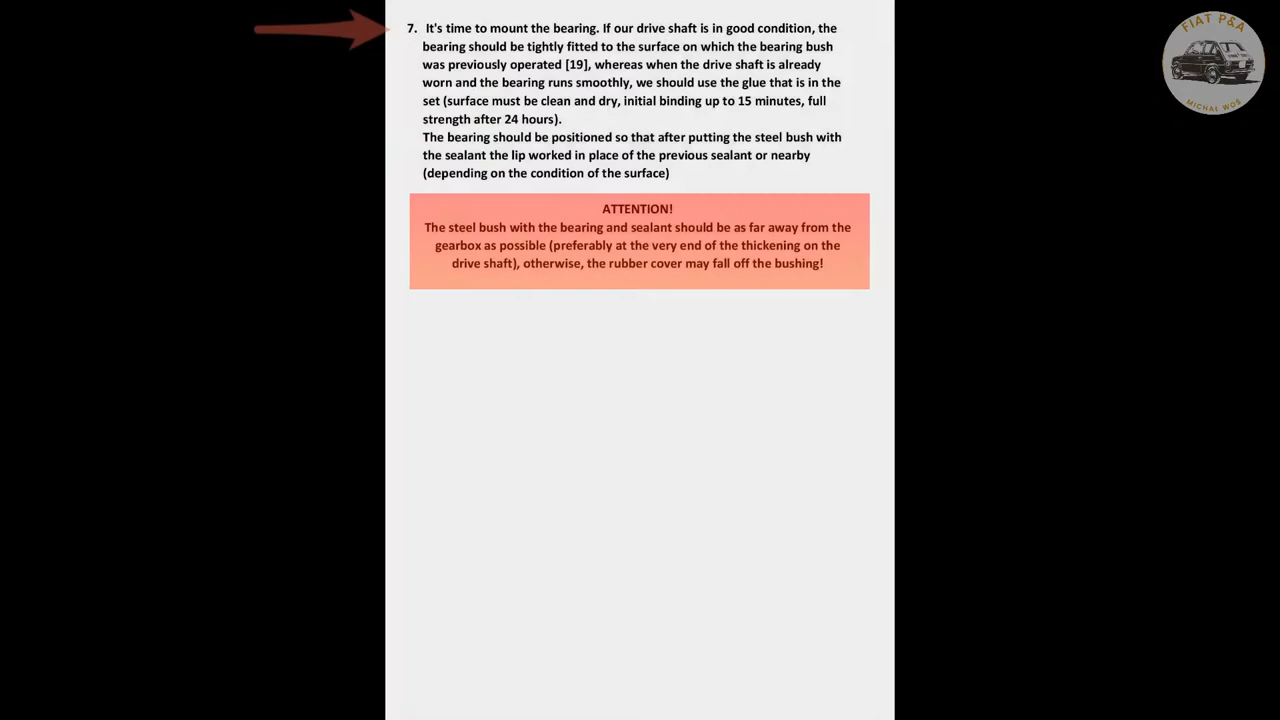 7. It's time to mount the bearing. If our drive shaft is in good condition, the
bearing should be tightly fitted to the surface on which the bearing bush
was previously operated [19], whereas when the drive shaft is already
worn and the bearing runs smoothly, we should use the glue that is in the
set (surface must be clean and dry, initial binding up to 15 minutes, full
strength after 24 hours).
The bearing should be positioned so that after putting the steel bush with
the sealant the lip worked in place of the previous sealant or nearby
(depending on the condition of the surface)
ATTENTION!
The steel bush with the bearing and sealant should be as far away from the
gearbox as possible (preferably at the very end of the thickening on the
drive shaft), otherwise, the rubber cover may fall off the bushing!
FIAT P&A
MICHAŁ WOŚ